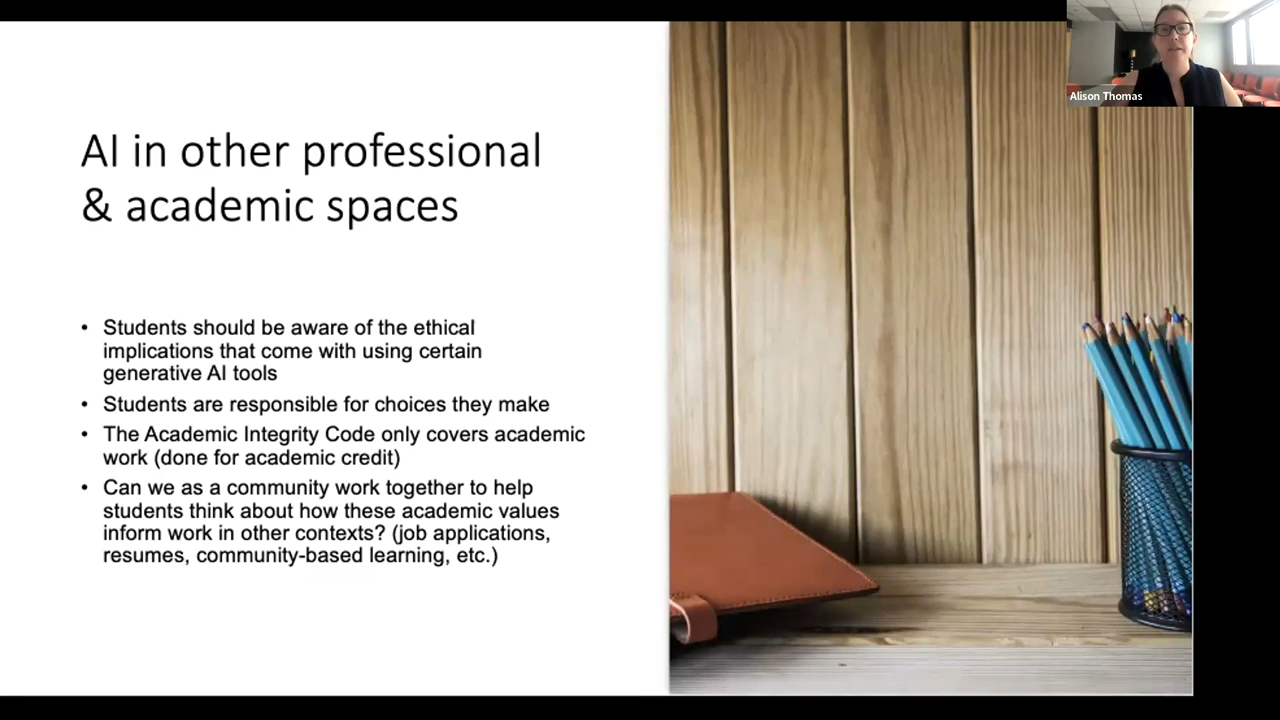 Alison Thomas
AI in other professional
& academic spaces
• Students should be aware of the ethical
implications that come with using certain
generative AI tools
• Students are responsible for choices they make
• The Academic Integrity Code only covers academic
work (done for academic credit)
• Can we as a community work together to help
students think about how these academic values
inform work in other contexts? (job applications,
resumes, community-based learning, etc.)